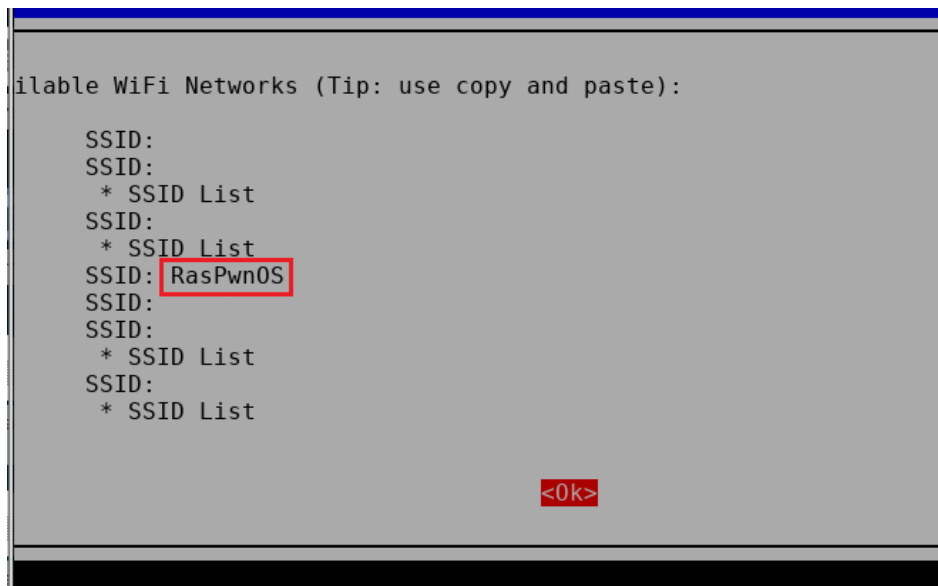 ilable WiFi Networks (Tip: use copy and paste):
SSID:
SSID:
* SSID List
SSID:
* SSID List
SSID: RasPwnOS
SSID:
SSID:
* SSID List
SSID:
* SSID List
<Ok>